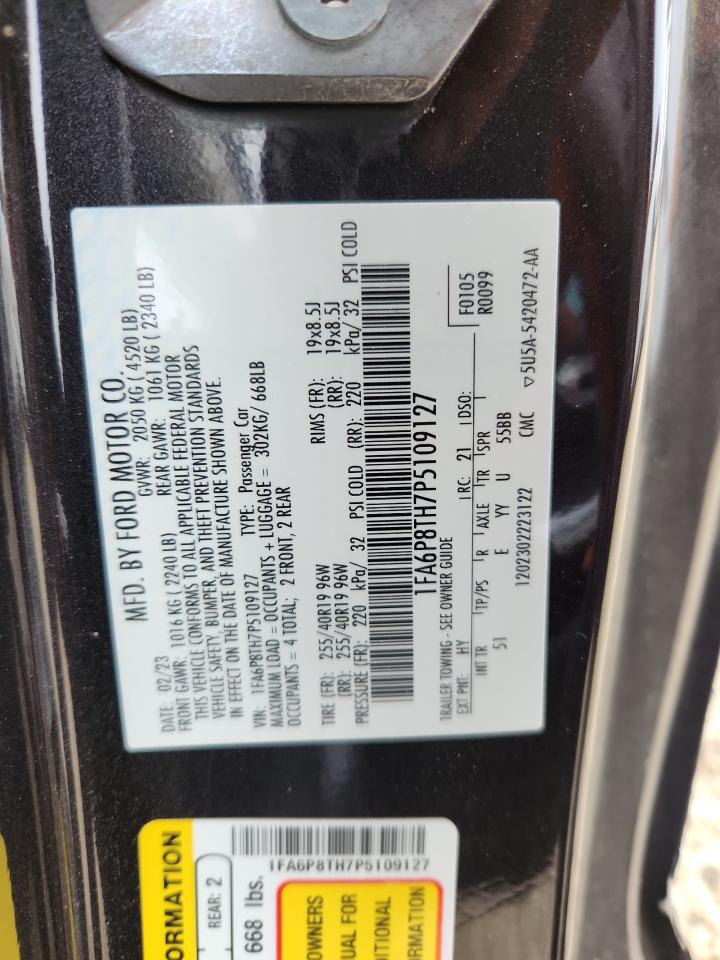 MFD. BY FORD MOTOR CO.
DATE: 02/23 GVWR: 2050 KG ( 4520 LB)
FRONT GAWR: 1016 KG ( 2240 LB) REAR GAWR: 1061 KG ( 2340 LB)
THIS VEHICLE CONFORMS TO ALL APPLICABLE FEDERAL MOTOR
VEHICLE SAFETY, BUMPER, AND THEFT PREVENTION STANDARDS
IN EFFECT ON THE DATE OF MANUFACTURE SHOWN ABOVE.
VIN: 1FA6P8TH7P5109127 TYPE: Passenger Car
MAXIMUM LOAD = OCCUPANTS + LUGGAGE = 302KG/ 668LB
OCCUPANTS = 4 TOTAL; 2 FRONT, 2 REAR
TIRE (FR): 255/40R19 96W RIMS (FR): 19x8.5J
(RR): 255/40R19 96W (RR): 19x8.5J
PRESSURE (FR): 220 kPa/ 32 PSI COLD (RR): 220 kPa/ 32 PSI COLD
1FA6P8TH7P5109127
TRAILER TOWING - SEE OWNER GUIDE
EXT PNT: HY RC: 21 DSO: F0105
R0099
INT TR TP/PS R AXLE TR SPR
51 E YY U 55BB
1202302223122 CMC ▽5U5A-5420472-AA
1FA6P8TH7P5109127
ORMATION
REAR: 2
668 lbs.
OWNERS
UAL FOR
DITIONAL
ORMATION